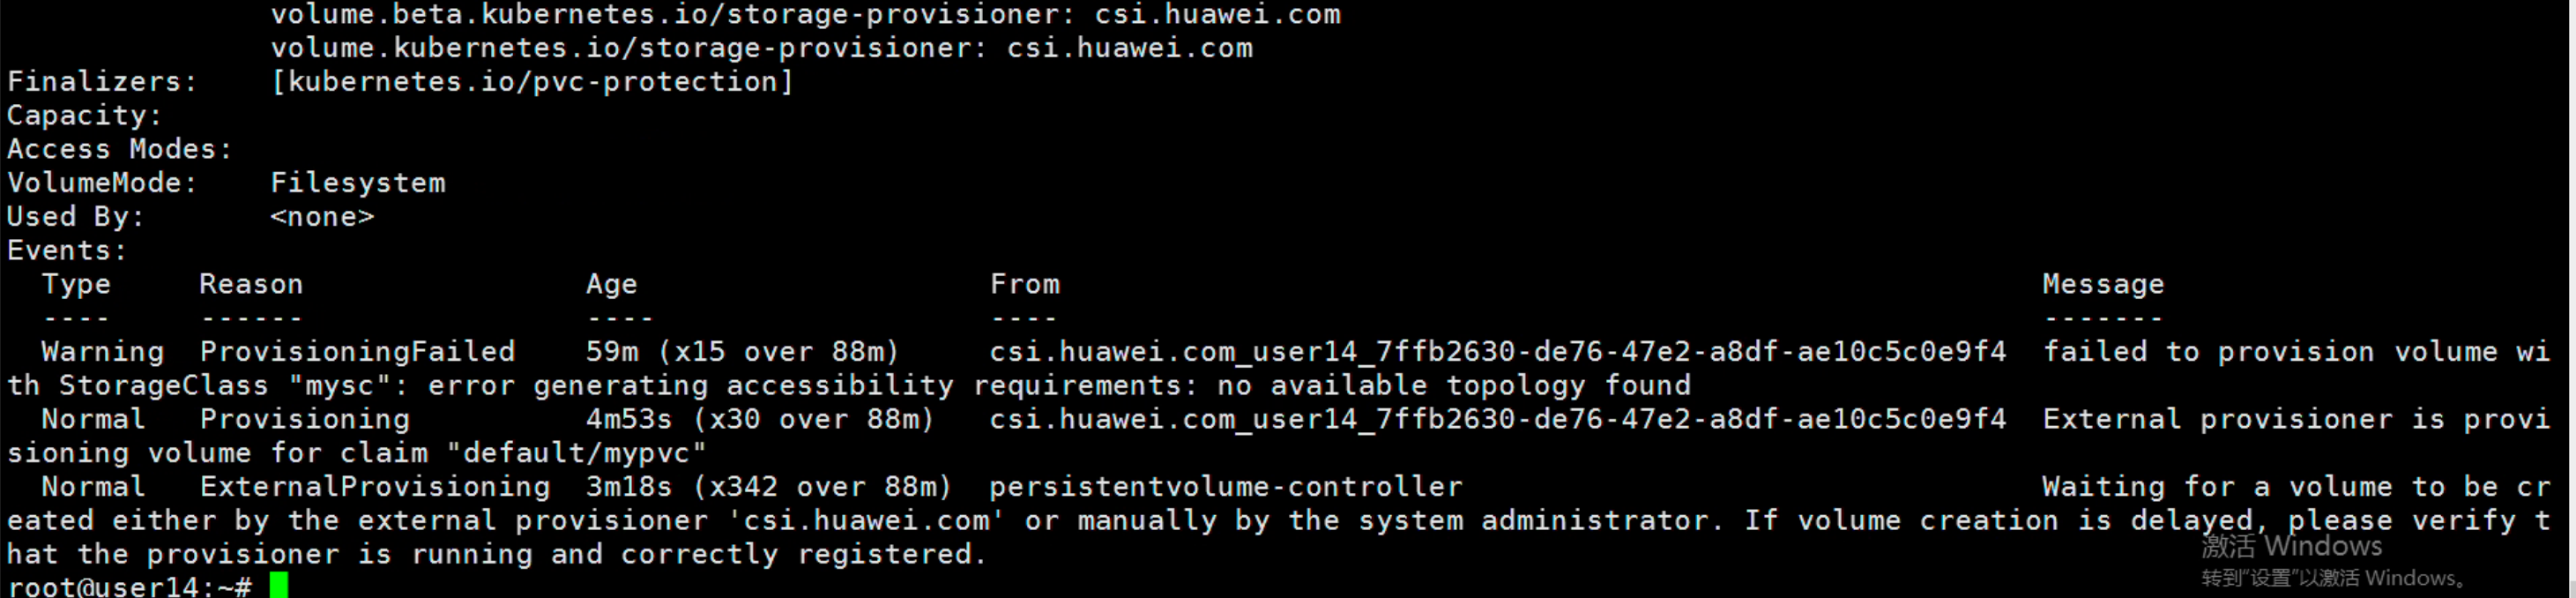 volume.beta.kubernetes.io/storage-provisioner: csi.huawei.com
volume.kubernetes.io/storage-provisioner: csi.huawei.com
Finalizers:    [kubernetes.io/pvc-protection]
Capacity:
Access Modes:
VolumeMode:    Filesystem
Used By:       <none>
Events:
  Type     Reason                Age                    From                                                        Message
  ----     ------                ----                   ----                                                        -------
  Warning  ProvisioningFailed    59m (x15 over 88m)     csi.huawei.com_user14_7ffb2630-de76-47e2-a8df-ae10c5c0e9f4  failed to provision volume wi
th StorageClass "mysc": error generating accessibility requirements: no available topology found
  Normal   Provisioning          4m53s (x30 over 88m)   csi.huawei.com_user14_7ffb2630-de76-47e2-a8df-ae10c5c0e9f4  External provisioner is provi
sioning volume for claim "default/mypvc"
  Normal   ExternalProvisioning  3m18s (x342 over 88m)  persistentvolume-controller                                 Waiting for a volume to be cr
eated either by the external provisioner 'csi.huawei.com' or manually by the system administrator. If volume creation is delayed, please verify t
hat the provisioner is running and correctly registered.
激活 Windows
转到"设置"以激活 Windows。
root@user14:~#